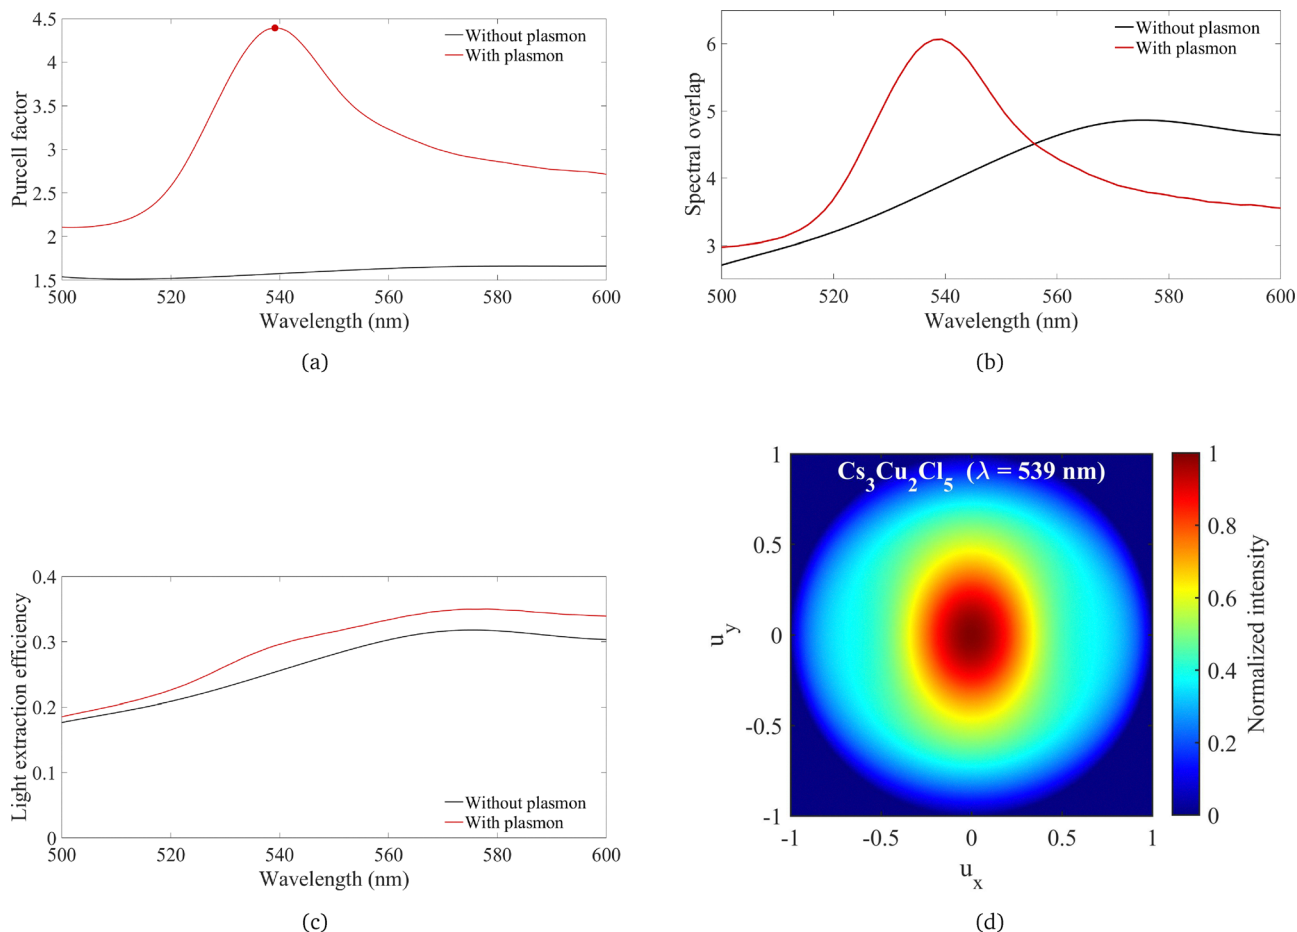 4.5
4
3.5
3
2.5
2
1.5
Purcell factor
Without plasmon
With plasmon
500
520
540
560
580
600
Wavelength (nm)
(a)
6
5
4
3
Spectral overlap
Without plasmon
With plasmon
500
520
540
560
580
600
Wavelength (nm)
(b)
0.4
0.3
0.2
0.1
0
Light extraction efficiency
Without plasmon
With plasmon
500
520
540
560
580
600
Wavelength (nm)
(c)
Cs₃Cu₂Cl₅ (λ = 539 nm)
1
0.5
0
-0.5
-1
u_y
-1
-0.5
0
0.5
1
u_x
1
0.8
0.6
0.4
0.2
0
Normalized intensity
(d)